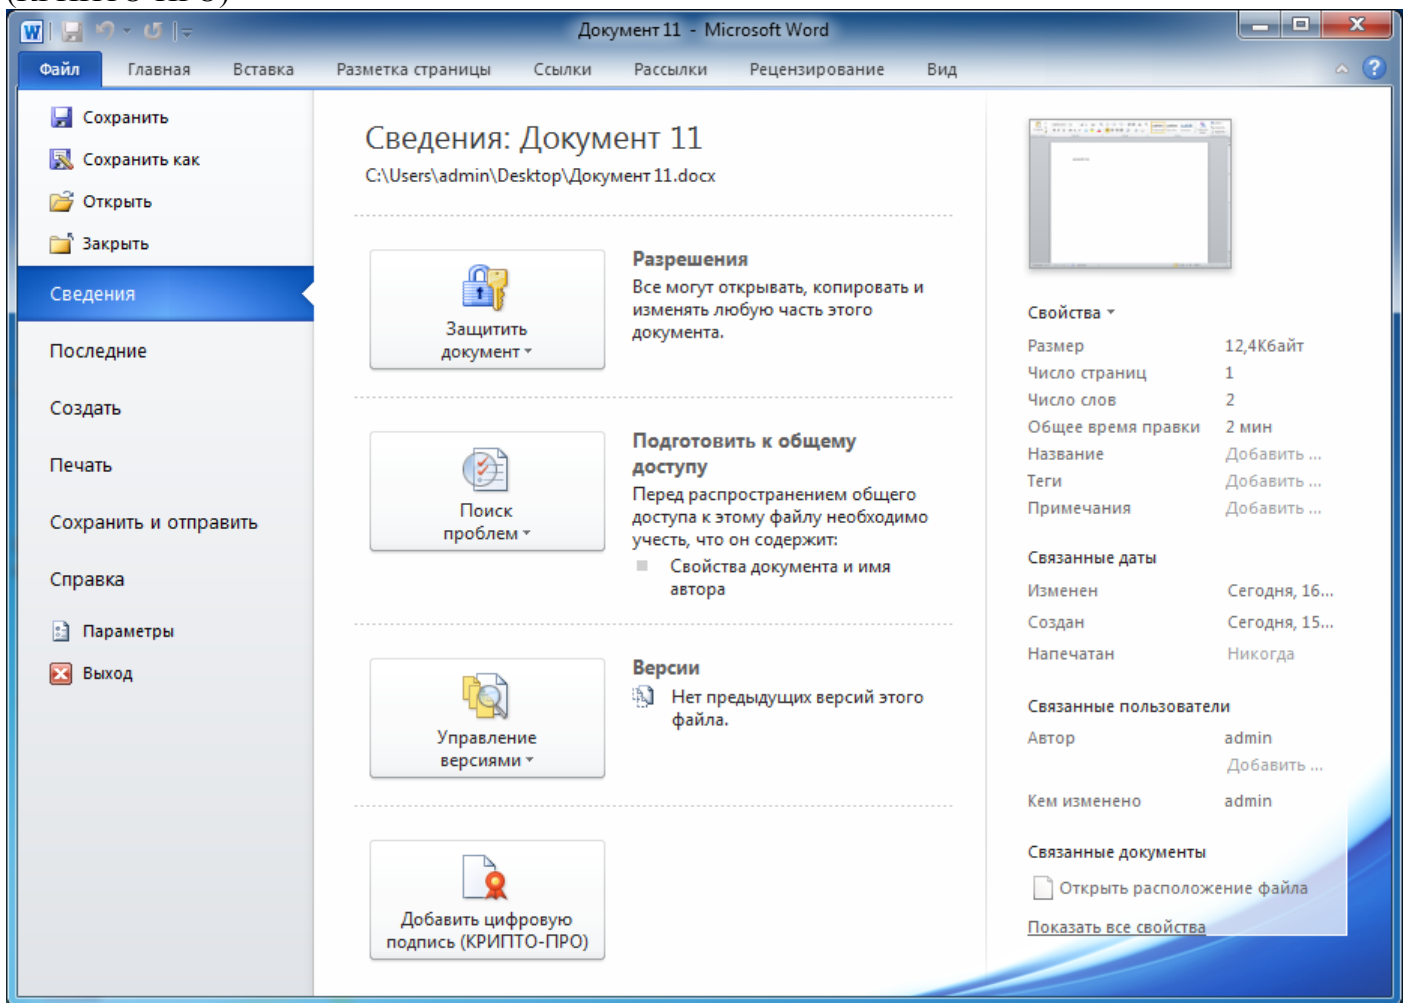 (КРИПТО-ПРО)
Документ 11 - Microsoft Word
Файл Главная Вставка Разметка страницы Ссылки Рассылки Рецензирование Вид
Сохранить
Сохранить как
Открыть
Закрыть
Сведения
Последние
Создать
Печать
Сохранить и отправить
Справка
Параметры
Выход
Сведения: Документ 11
C:\Users\admin\Desktop\Документ 11.docx
Защитить
документ
Разрешения
Все могут открывать, копировать и
изменять любую часть этого
документа.
Поиск
проблем
Подготовить к общему
доступу
Перед распространением общего
доступа к этому файлу необходимо
учесть, что он содержит:
Свойства документа и имя
автора
Управление
версиями
Версии
Нет предыдущих версий этого
файла.
Добавить цифровую
подпись (КРИПТО-ПРО)
Свойства
Размер 12,4Кбайт
Число страниц 1
Число слов 2
Общее время правки 2 мин
Название Добавить ...
Теги Добавить ...
Примечания Добавить ...
Связанные даты
Изменен Сегодня, 16...
Создан Сегодня, 15...
Напечатан Никогда
Связанные пользователи
Автор admin
Добавить ...
Кем изменено admin
Связанные документы
Открыть расположение файла
Показать все свойства